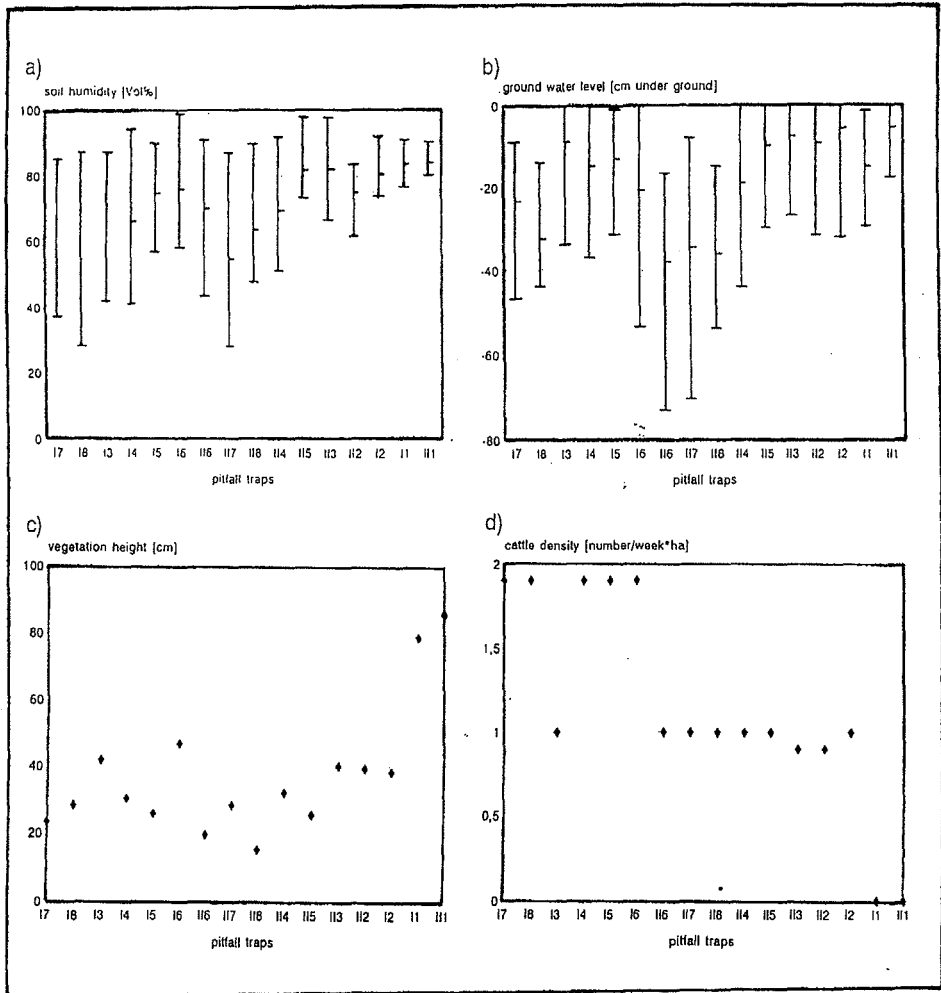 a)
soil humidity [Vol%]
100
80
60
40
20
0
I7 I8 I3 I4 I5 I6 II6 II7 II8 II4 II5 II3 II2 I2 I1 II1
pitfall traps
b)
ground water level [cm under ground]
0
-20
-40
-60
-80
I7 I8 I3 I4 I5 I6 II6 II7 II8 II4 II5 II3 II2 I2 I1 II1
pitfall traps
c)
vegetation height [cm]
100
80
60
40
20
0
I7 I8 I3 I4 I5 I6 II6 II7 II8 II4 II5 II3 II2 I2 I1 II1
pitfall traps
d)
cattle density [number/week*ha]
2
1,5
1
0,5
0
I7 I8 I3 I4 I5 I6 II6 II7 II8 II4 II5 II3 II2 I2 I1 II1
pitfall traps